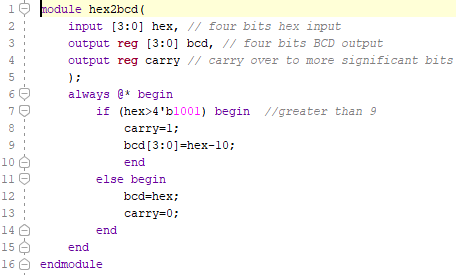 1 module hex2bcd(
2 input [3:0] hex, // four bits hex input
3 output reg [3:0] bcd, // four bits BCD output
4 output reg carry // carry over to more significant bits
5 );
6 always @* begin
7 if (hex>4'b1001) begin //greater than 9
8 carry=1;
9 bcd[3:0]=hex-10;
10 end
11 else begin
12 bcd=hex;
13 carry=0;
14 end
15 end
16 endmodule